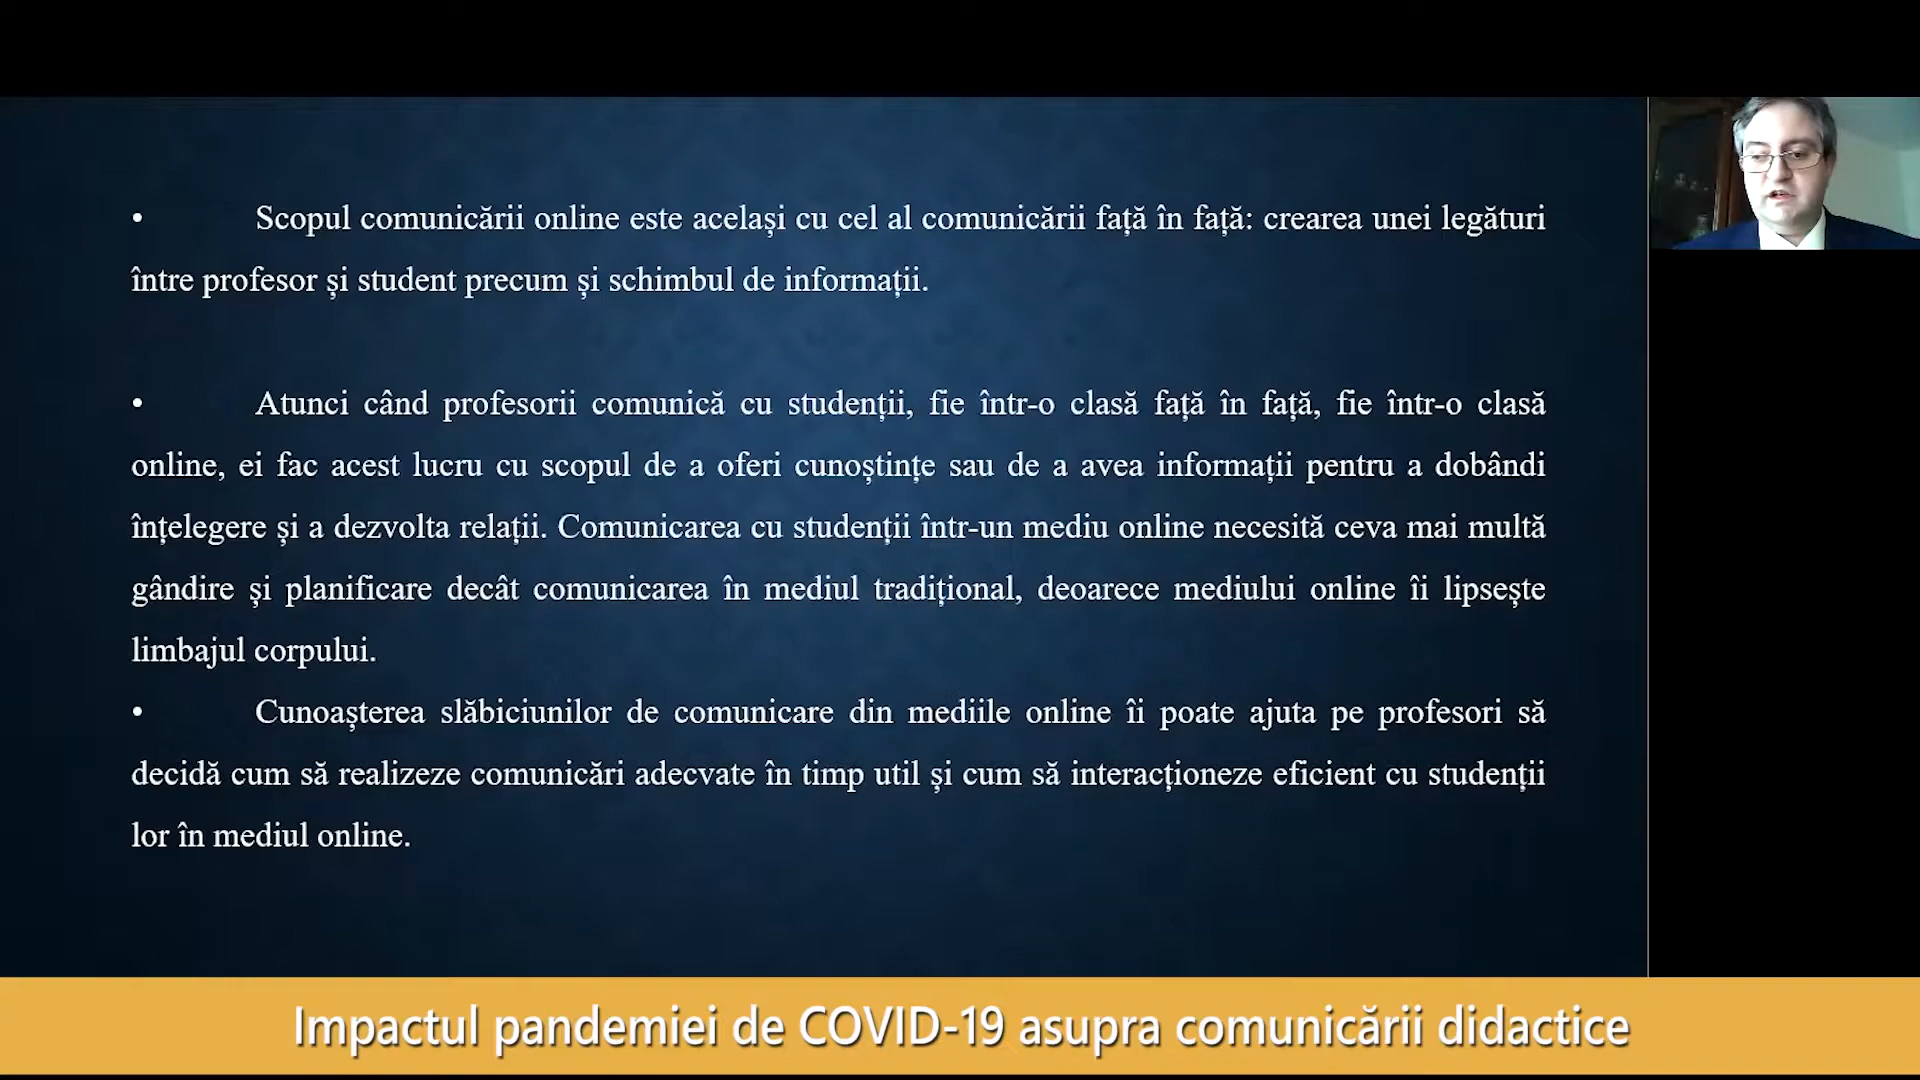 • Scopul comunicării online este același cu cel al comunicării față în față: crearea unei legături
între profesor și student precum și schimbul de informații.
• Atunci când profesorii comunică cu studenții, fie într-o clasă față în față, fie într-o clasă
online, ei fac acest lucru cu scopul de a oferi cunoștințe sau de a avea informații pentru a dobândi
înțelegere și a dezvolta relații. Comunicarea cu studenții într-un mediu online necesită ceva mai multă
gândire și planificare decât comunicarea în mediul tradițional, deoarece mediului online îi lipsește
limbajul corpului.
• Cunoașterea slăbiciunilor de comunicare din mediile online îi poate ajuta pe profesori să
decidă cum să realizeze comunicări adecvate în timp util și cum să interacționeze eficient cu studenții
lor în mediul online.
Impactul pandemiei de COVID-19 asupra comunicării didactice